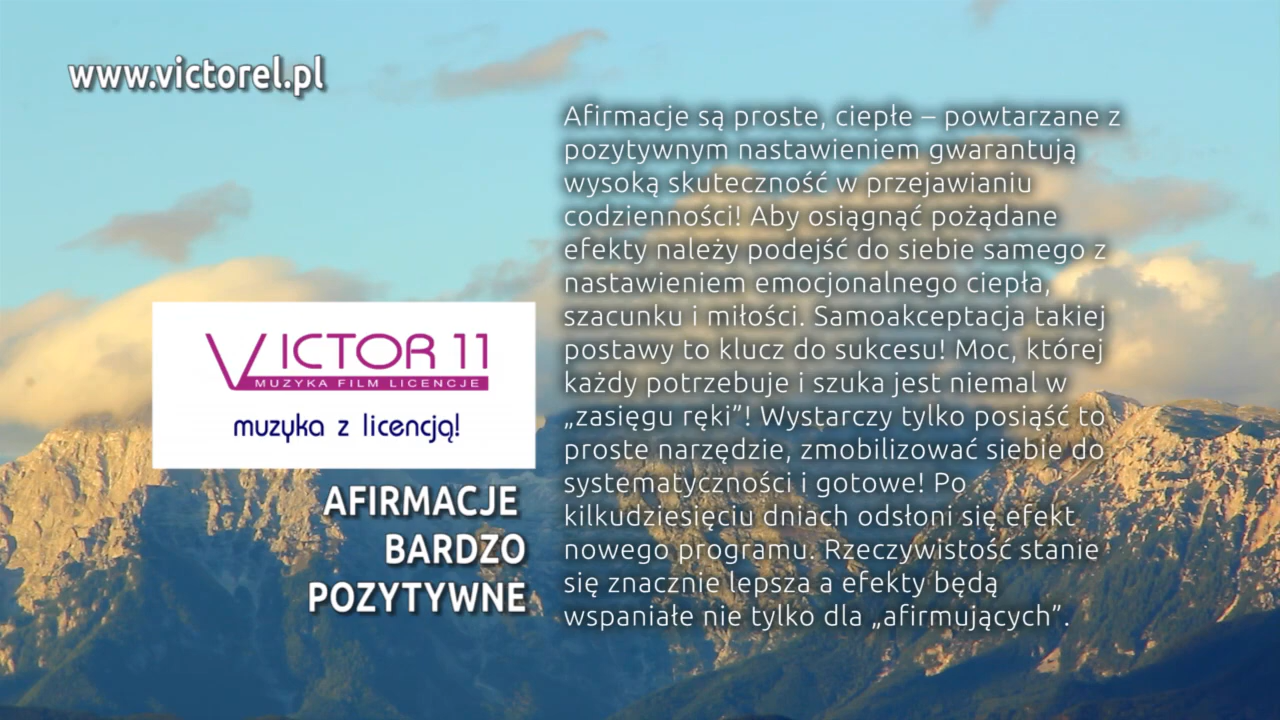 www.victorel.pl
VICTOR 11
MUZYKA FILM LICENCJE
muzyka z licencją!
AFIRMACJE
BARDZO
POZYTYWNE
Afirmacje są proste, ciepłe – powtarzane z
pozytywnym nastawieniem gwarantują
wysoką skuteczność w przejawianiu
codzienności! Aby osiągnąć pożądane
efekty należy podejść do siebie samego z
nastawieniem emocjonalnego ciepła,
szacunku i miłości. Samoakceptacja takiej
postawy to klucz do sukcesu! Moc, której
każdy potrzebuje i szuka jest niemal w
„zasięgu ręki”! Wystarczy tylko posiąść to
proste narzędzie, zmobilizować siebie do
systematyczności i gotowe! Po
kilkudziesięciu dniach odsłoni się efekt
nowego programu. Rzeczywistość stanie
się znacznie lepsza a efekty będą
wspaniałe nie tylko dla „afirmujących”.